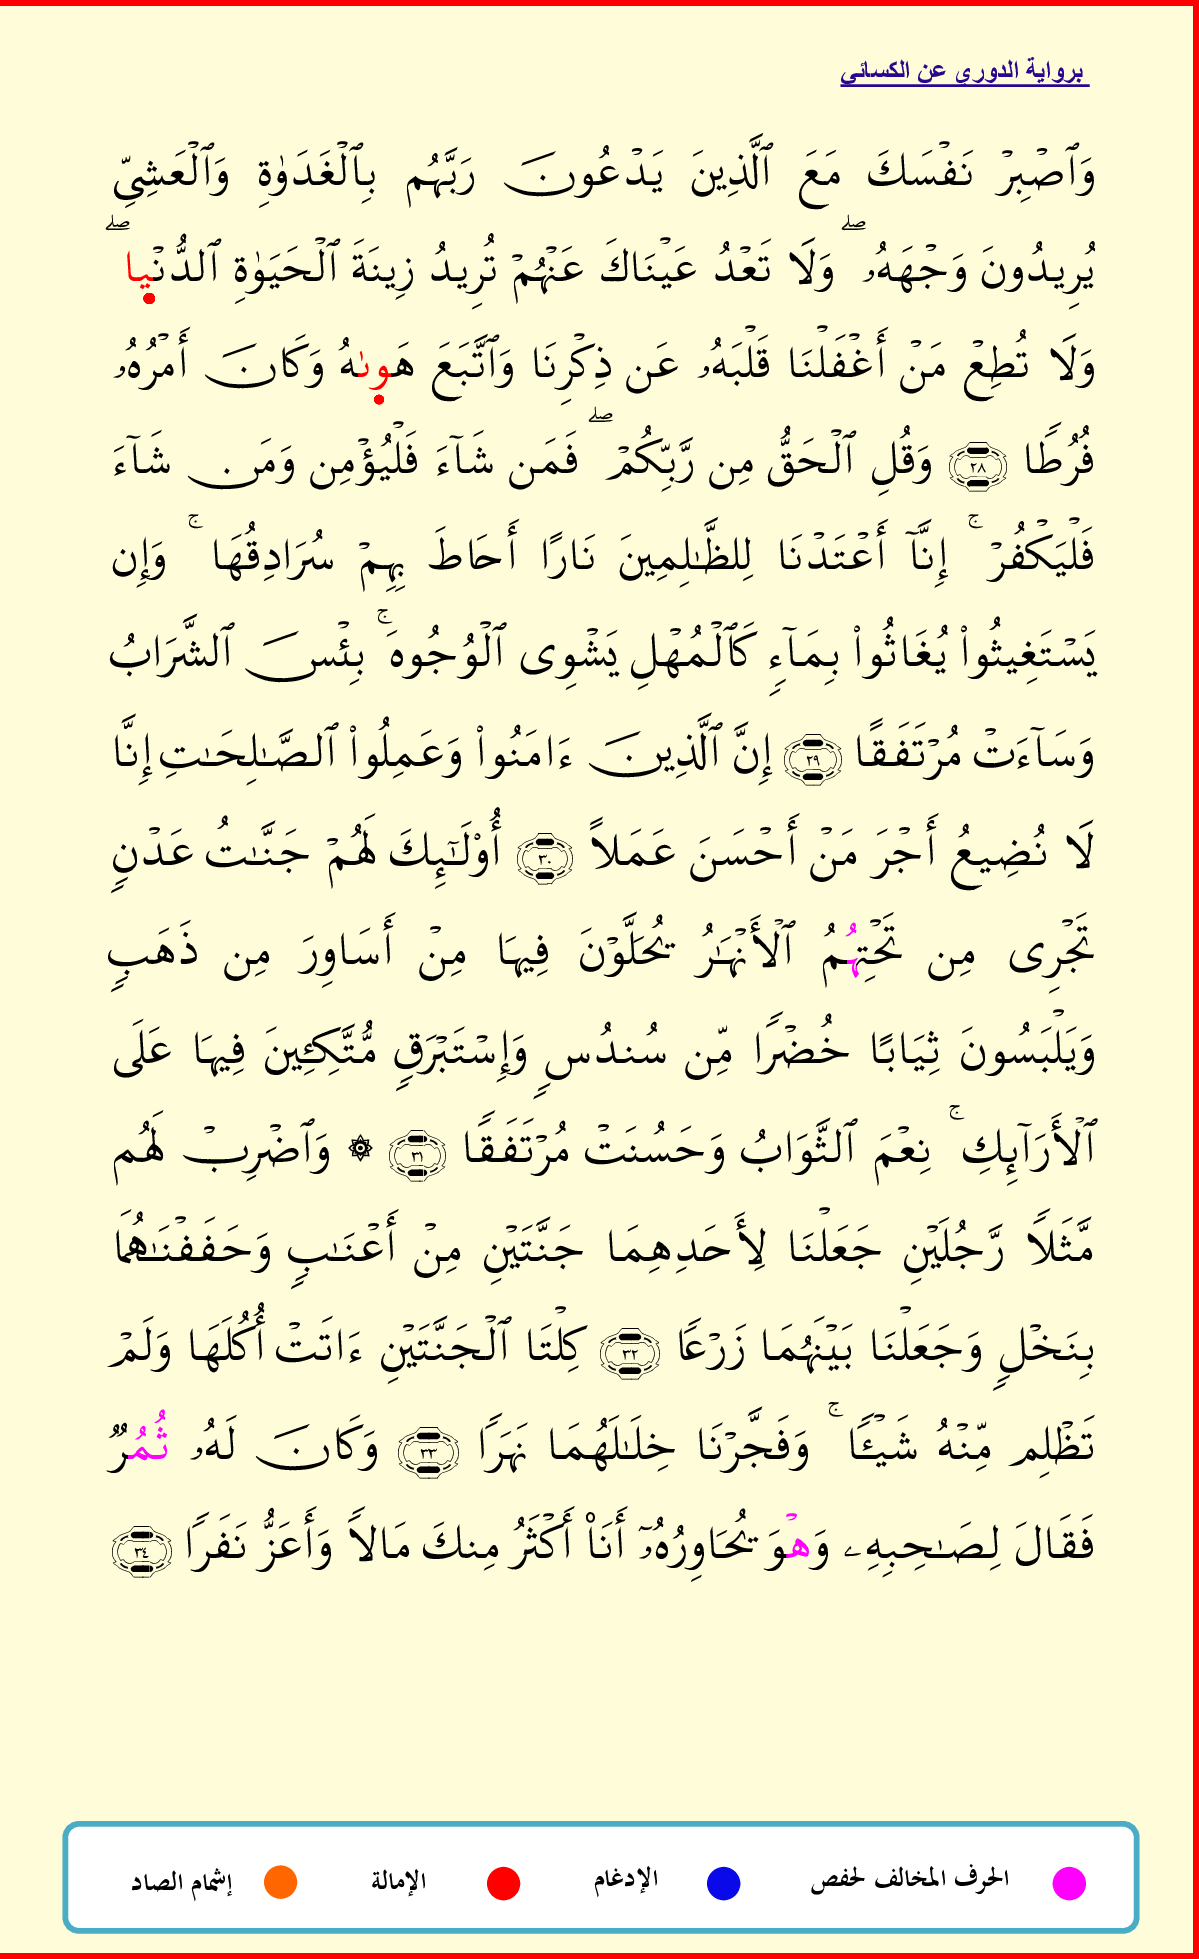 برواية الدوري عن الكسائي
وَٱصۡبِرۡ نَفۡسَكَ مَعَ ٱلَّذِينَ يَدۡعُونَ رَبَّهُم بِٱلۡغَدَوٰةِ وَٱلۡعَشِيِّ
يُرِيدُونَ وَجۡهَهُۥۖ وَلَا تَعۡدُ عَيۡنَاكَ عَنۡهُمۡ تُرِيدُ زِينَةَ ٱلۡحَيَوٰةِ ٱلدُّنۡياۖ
وَلَا تُطِعۡ مَنۡ أَغۡفَلۡنَا قَلۡبَهُۥ عَن ذِكۡرِنَا وَٱتَّبَعَ هَوىٰهُ وَكَانَ أَمۡرُهُۥ
فُرُطًا ٢٨ وَقُلِ ٱلۡحَقُّ مِن رَّبِّكُمۡۖ فَمَن شَآءَ فَلۡيُؤۡمِن وَمَن شَآءَ
فَلۡيَكۡفُرۡۚ إِنَّآ أَعۡتَدۡنَا لِلظَّٰلِمِينَ نَارًا أَحَاطَ بِهِمۡ سُرَادِقُهَاۚ وَإِن
يَسۡتَغِيثُواْ يُغَاثُواْ بِمَآءٖ كَٱلۡمُهۡلِ يَشۡوِى ٱلۡوُجُوهَۚ بِئۡسَ ٱلشَّرَابُ
وَسَآءَتۡ مُرۡتَفَقًا ٢٩ إِنَّ ٱلَّذِينَ ءَامَنُواْ وَعَمِلُواْ ٱلصَّٰلِحَٰتِ إِنَّا
لَا نُضِيعُ أَجۡرَ مَنۡ أَحۡسَنَ عَمَلاً ٣٠ أُوْلَٰٓئِكَ لَهُمۡ جَنَّٰتُ عَدۡنٖ
تَجۡرِى مِن تَحۡتِهُمُ ٱلۡأَنۡهَٰرُ يُحَلَّوۡنَ فِيهَا مِنۡ أَسَاوِرَ مِن ذَهَبٖ
وَيَلۡبَسُونَ ثِيَابًا خُضۡرًا مِّن سُندُسٖ وَإِسۡتَبۡرَقٖ مُّتَّكِـِٔينَ فِيهَا عَلَى
ٱلۡأَرَآئِكِۚ نِعۡمَ ٱلثَّوَابُ وَحَسُنَتۡ مُرۡتَفَقًا ٣١ ۞ وَٱضۡرِبۡ لَهُم
مَّثَلاً رَّجُلَيۡنِ جَعَلۡنَا لِأَحَدِهِمَا جَنَّتَيۡنِ مِنۡ أَعۡنَٰبٖ وَحَفَفۡنَٰهُمَا
بِنَخۡلٖ وَجَعَلۡنَا بَيۡنَهُمَا زَرۡعًا ٣٢ كِلۡتَا ٱلۡجَنَّتَيۡنِ ءَاتَتۡ أُكُلَهَا وَلَمۡ
تَظۡلِم مِّنۡهُ شَيۡـًٔاۚ وَفَجَّرۡنَا خِلَٰلَهُمَا نَهَرًا ٣٣ وَكَانَ لَهُۥ ثُمُرٌ
فَقَالَ لِصَٰحِبِهِۦ وَهۡوَ يُحَاوِرُهُۥٓ أَنَا۠ أَكۡثَرُ مِنكَ مَالاً وَأَعَزُّ نَفَرًا ٣٤
الحرف المخالف لحفص الإدغام الإمالة إشمام الصاد